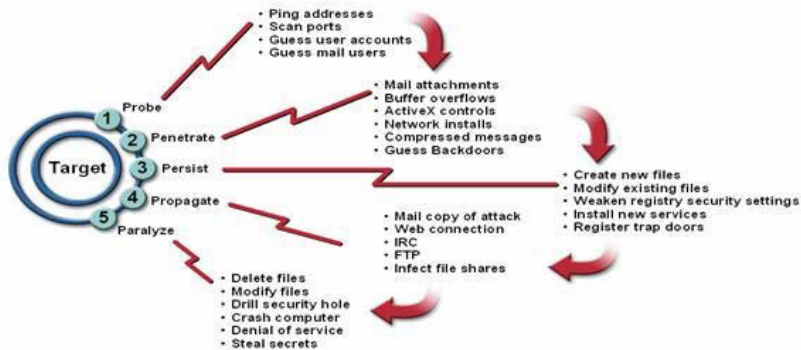 • Ping addresses
• Scan ports
• Guess user accounts
• Guess mail users
• Mail attachments
• Buffer overflows
• ActiveX controls
• Network installs
• Compressed messages
• Guess Backdoors
1 Probe
2 Penetrate
Target
3 Persist
4 Propagate
5 Paralyze
• Create new files
• Modify existing files
• Weaken registry security settings
• Install new services
• Register trap doors
• Mail copy of attack
• Web connection
• IRC
• FTP
• Infect file shares
• Delete files
• Modify files
• Drill security hole
• Crash computer
• Denial of service
• Steal secrets